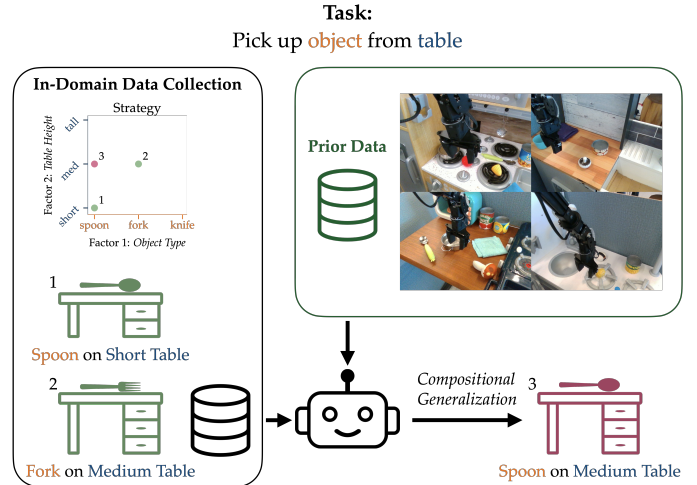 Task:
Pick up object from table
In-Domain Data Collection
Strategy
Factor 2: Table Height
tall
med
short
3
2
1
spoon
fork
knife
Factor 1: Object Type
1
Spoon on Short Table
2
Fork on Medium Table
Prior Data
Compositional
Generalization
3
Spoon on Medium Table